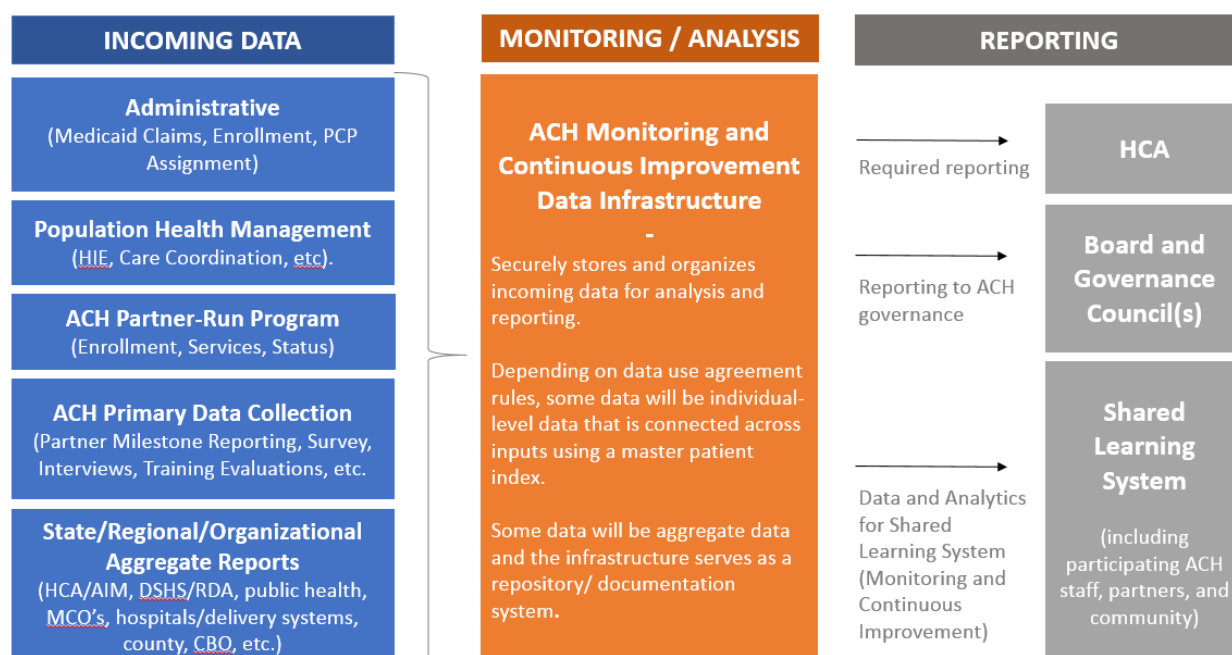 INCOMING DATA
Administrative
(Medicaid Claims, Enrollment, PCP
Assignment)
Population Health Management
(HIE, Care Coordination, etc).
ACH Partner-Run Program
(Enrollment, Services, Status)
ACH Primary Data Collection
(Partner Milestone Reporting, Survey,
Interviews, Training Evaluations, etc.
State/Regional/Organizational
Aggregate Reports
(HCA/AIM, DSHS/RDA, public health,
MCO's, hospitals/delivery systems,
county, CBO, etc.)
MONITORING / ANALYSIS
ACH Monitoring and
Continuous Improvement
Data Infrastructure
-
Securely stores and organizes
incoming data for analysis and
reporting.
Depending on data use agreement
rules, some data will be individual-
level data that is connected across
inputs using a master patient
index.
Some data will be aggregate data
and the infrastructure serves as a
repository/ documentation
system.
REPORTING
Required reporting
HCA
Reporting to ACH
governance
Board and
Governance
Council(s)
Data and Analytics
for Shared
Learning System
(Monitoring and
Continuous
Improvement)
Shared
Learning
System
(including
participating ACH
staff, partners, and
community)